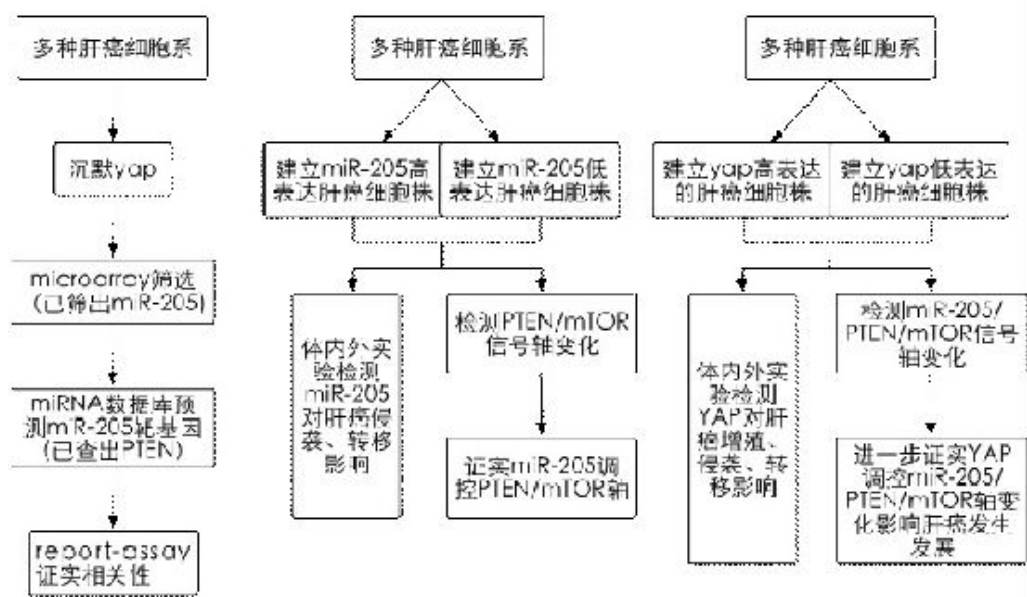 多种肝癌细胞系
沉默yap
microarray筛选
(已筛出miR-205)
miRNA数据库预
测miR-205靶基因
(已查出PTEN)
report-assay
证实相关性
多种肝癌细胞系
建立miR-205高
表达肝癌细胞株
建立miR-205低
表达肝癌细胞株
体内外实
验检测
miR-205
对肝癌侵
袭、转移
影响
检测PTEN/mTOR
信号轴变化
证实miR-205调
控PTEN/mTOR轴
多种肝癌细胞系
建立yap高表达
的肝癌细胞株
建立yap低表达
的肝癌细胞株
体内外实
验检测
YAP对肝
癌增殖、
侵袭、转
移影响
检测miR-205/
PTEN/mTOR信号
轴变化
进一步证实YAP
调控miR-205/
PTEN/mTOR轴变
化影响肝癌发生
发展